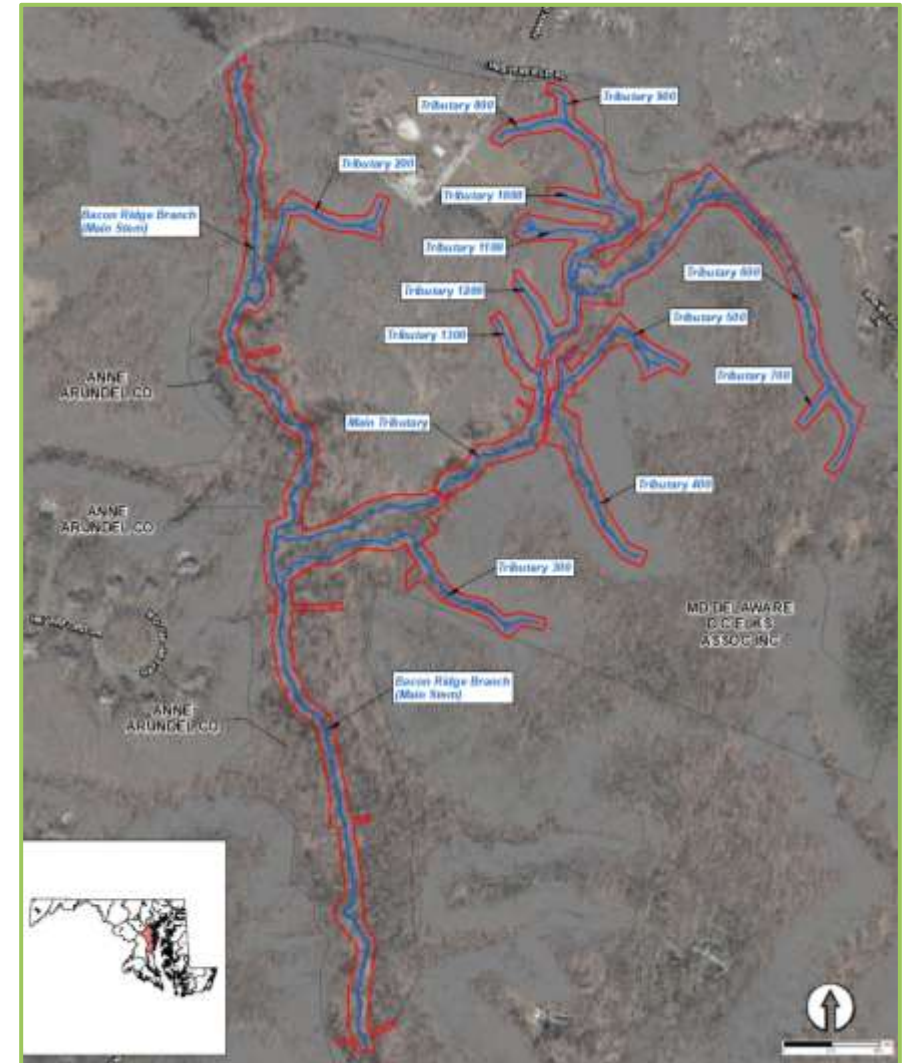 Tributary 900
Tributary 800
Tributary 200
Tributary 1000
Bacon Ridge Branch
(Main Stem)
Tributary 1100
Tributary 600
Tributary 1200
Tributary 500
Tributary 1300
ANNE
ARUNDEL CO
Tributary 700
Main Tributary
Tributary 400
ANNE
ARUNDEL CO
Tributary 300
MD DELAWARE
D C ELKS
ASSOC INC
Bacon Ridge Branch
(Main Stem)
ANNE
ARUNDEL CO